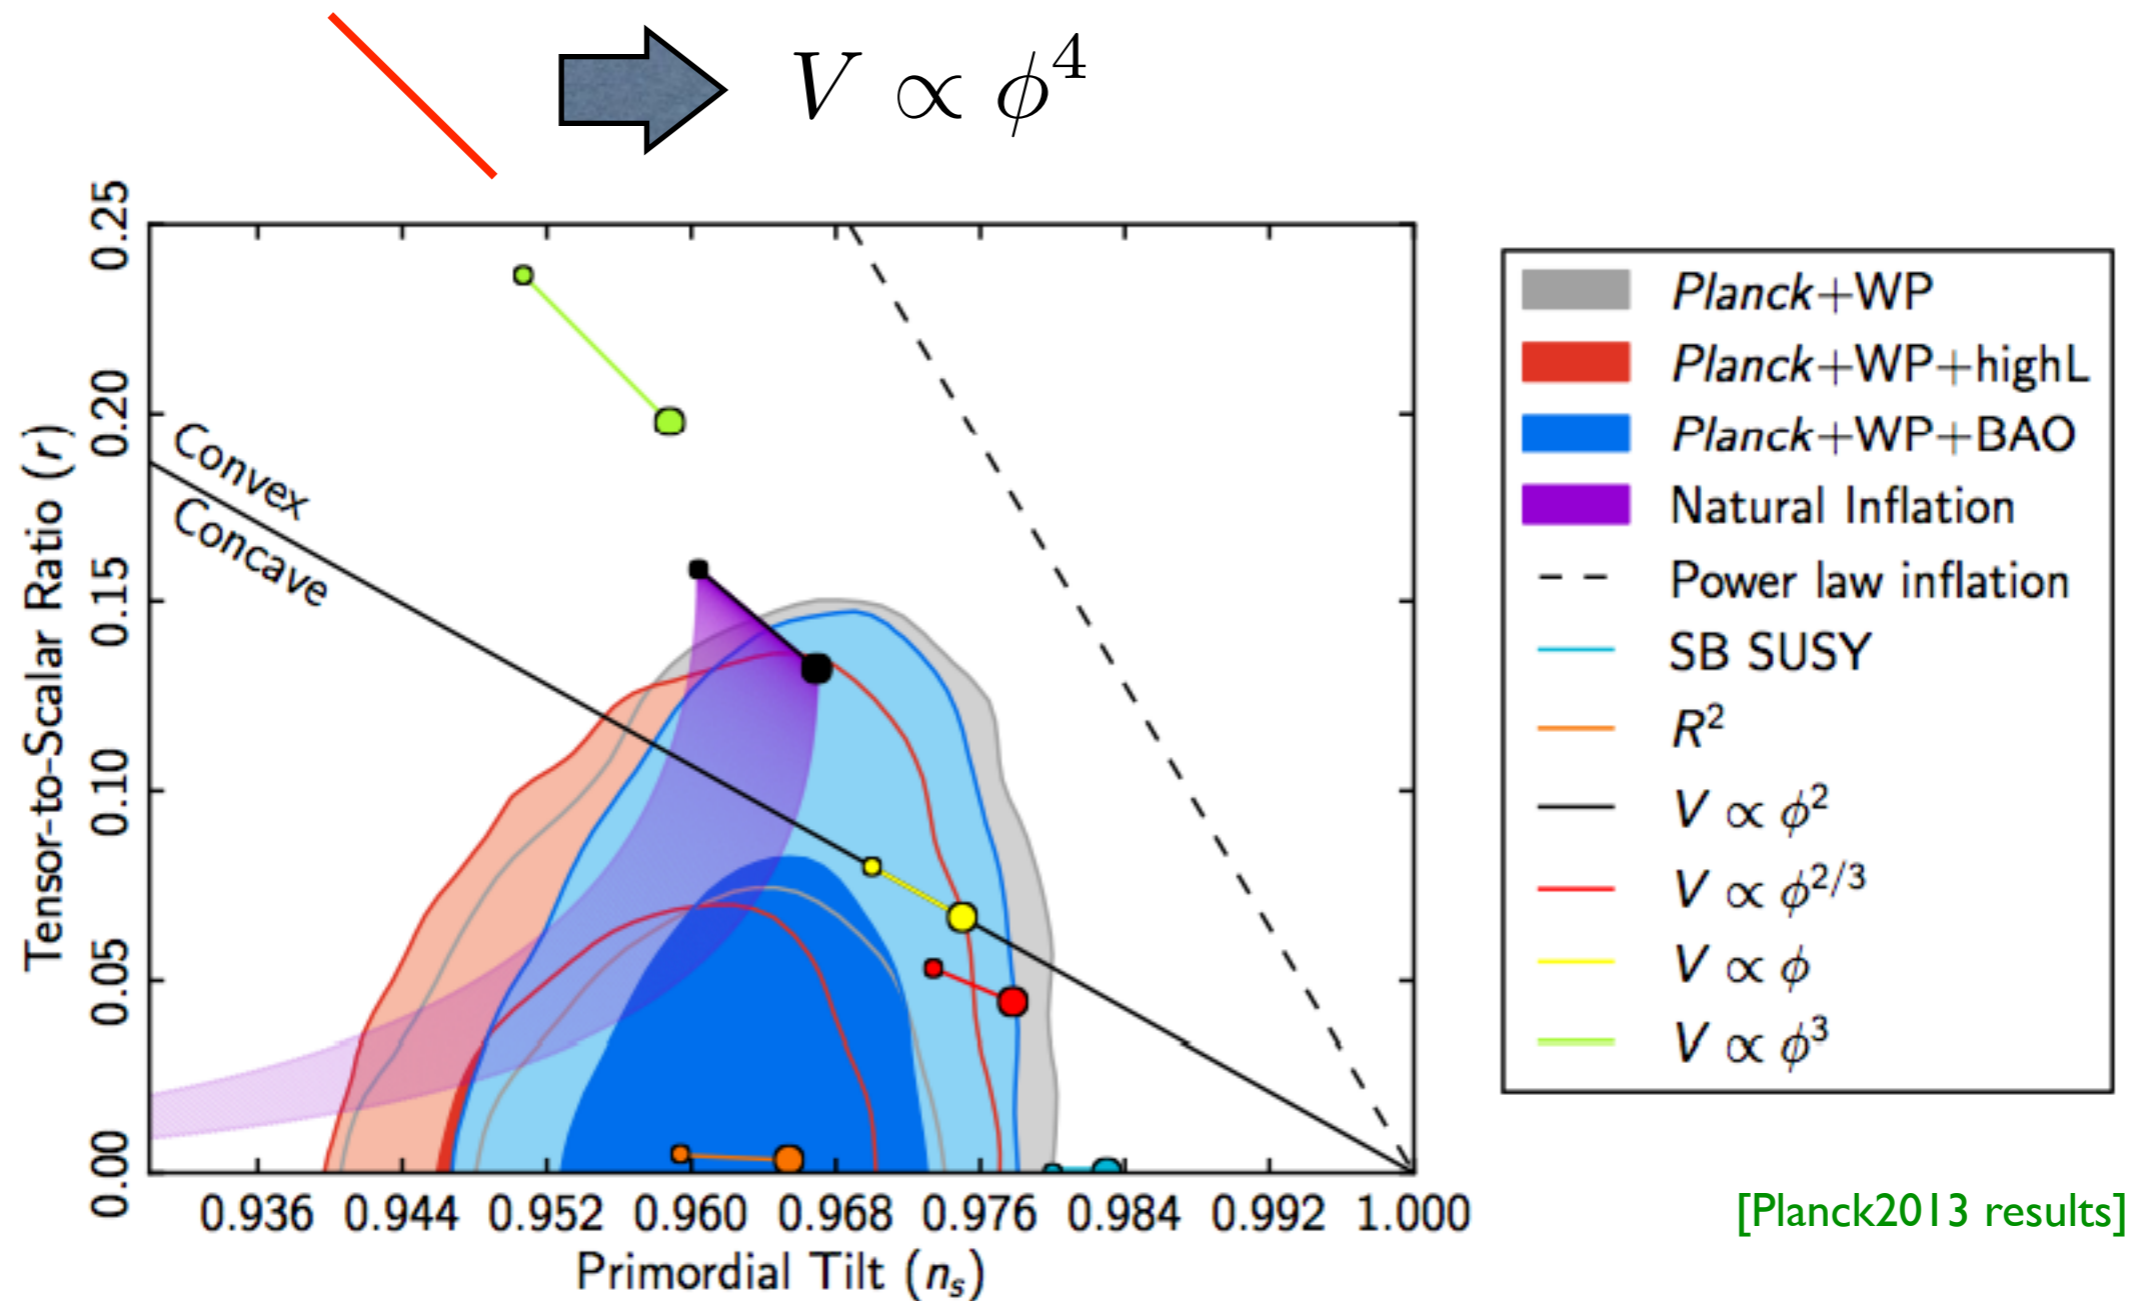 V ∝ ϕ⁴
0.25
0.20
0.15
0.10
0.05
0.00
Tensor-to-Scalar Ratio (r)
Convex
Concave
0.936 0.944 0.952 0.960 0.968 0.976 0.984 0.992 1.000
Primordial Tilt (nₛ)
Planck+WP
Planck+WP+highL
Planck+WP+BAO
Natural Inflation
Power law inflation
SB SUSY
R²
V ∝ ϕ²
V ∝ ϕ²/³
V ∝ ϕ
V ∝ ϕ³
[Planck2013 results]